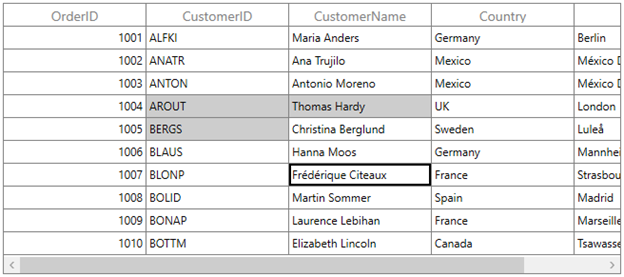 OrderID CustomerID CustomerName Country
1001 ALFKI Maria Anders Germany Berlin
1002 ANATR Ana Trujilo Mexico México D
1003 ANTON Antonio Moreno Mexico México D
1004 AROUT Thomas Hardy UK London
1005 BERGS Christina Berglund Sweden Luleå
1006 BLAUS Hanna Moos Germany Mannhe
1007 BLONP Frédérique Citeaux France Strasbou
1008 BOLID Martin Sommer Spain Madrid
1009 BONAP Laurence Lebihan France Marseille
1010 BOTTM Elizabeth Lincoln Canada Tsawasse